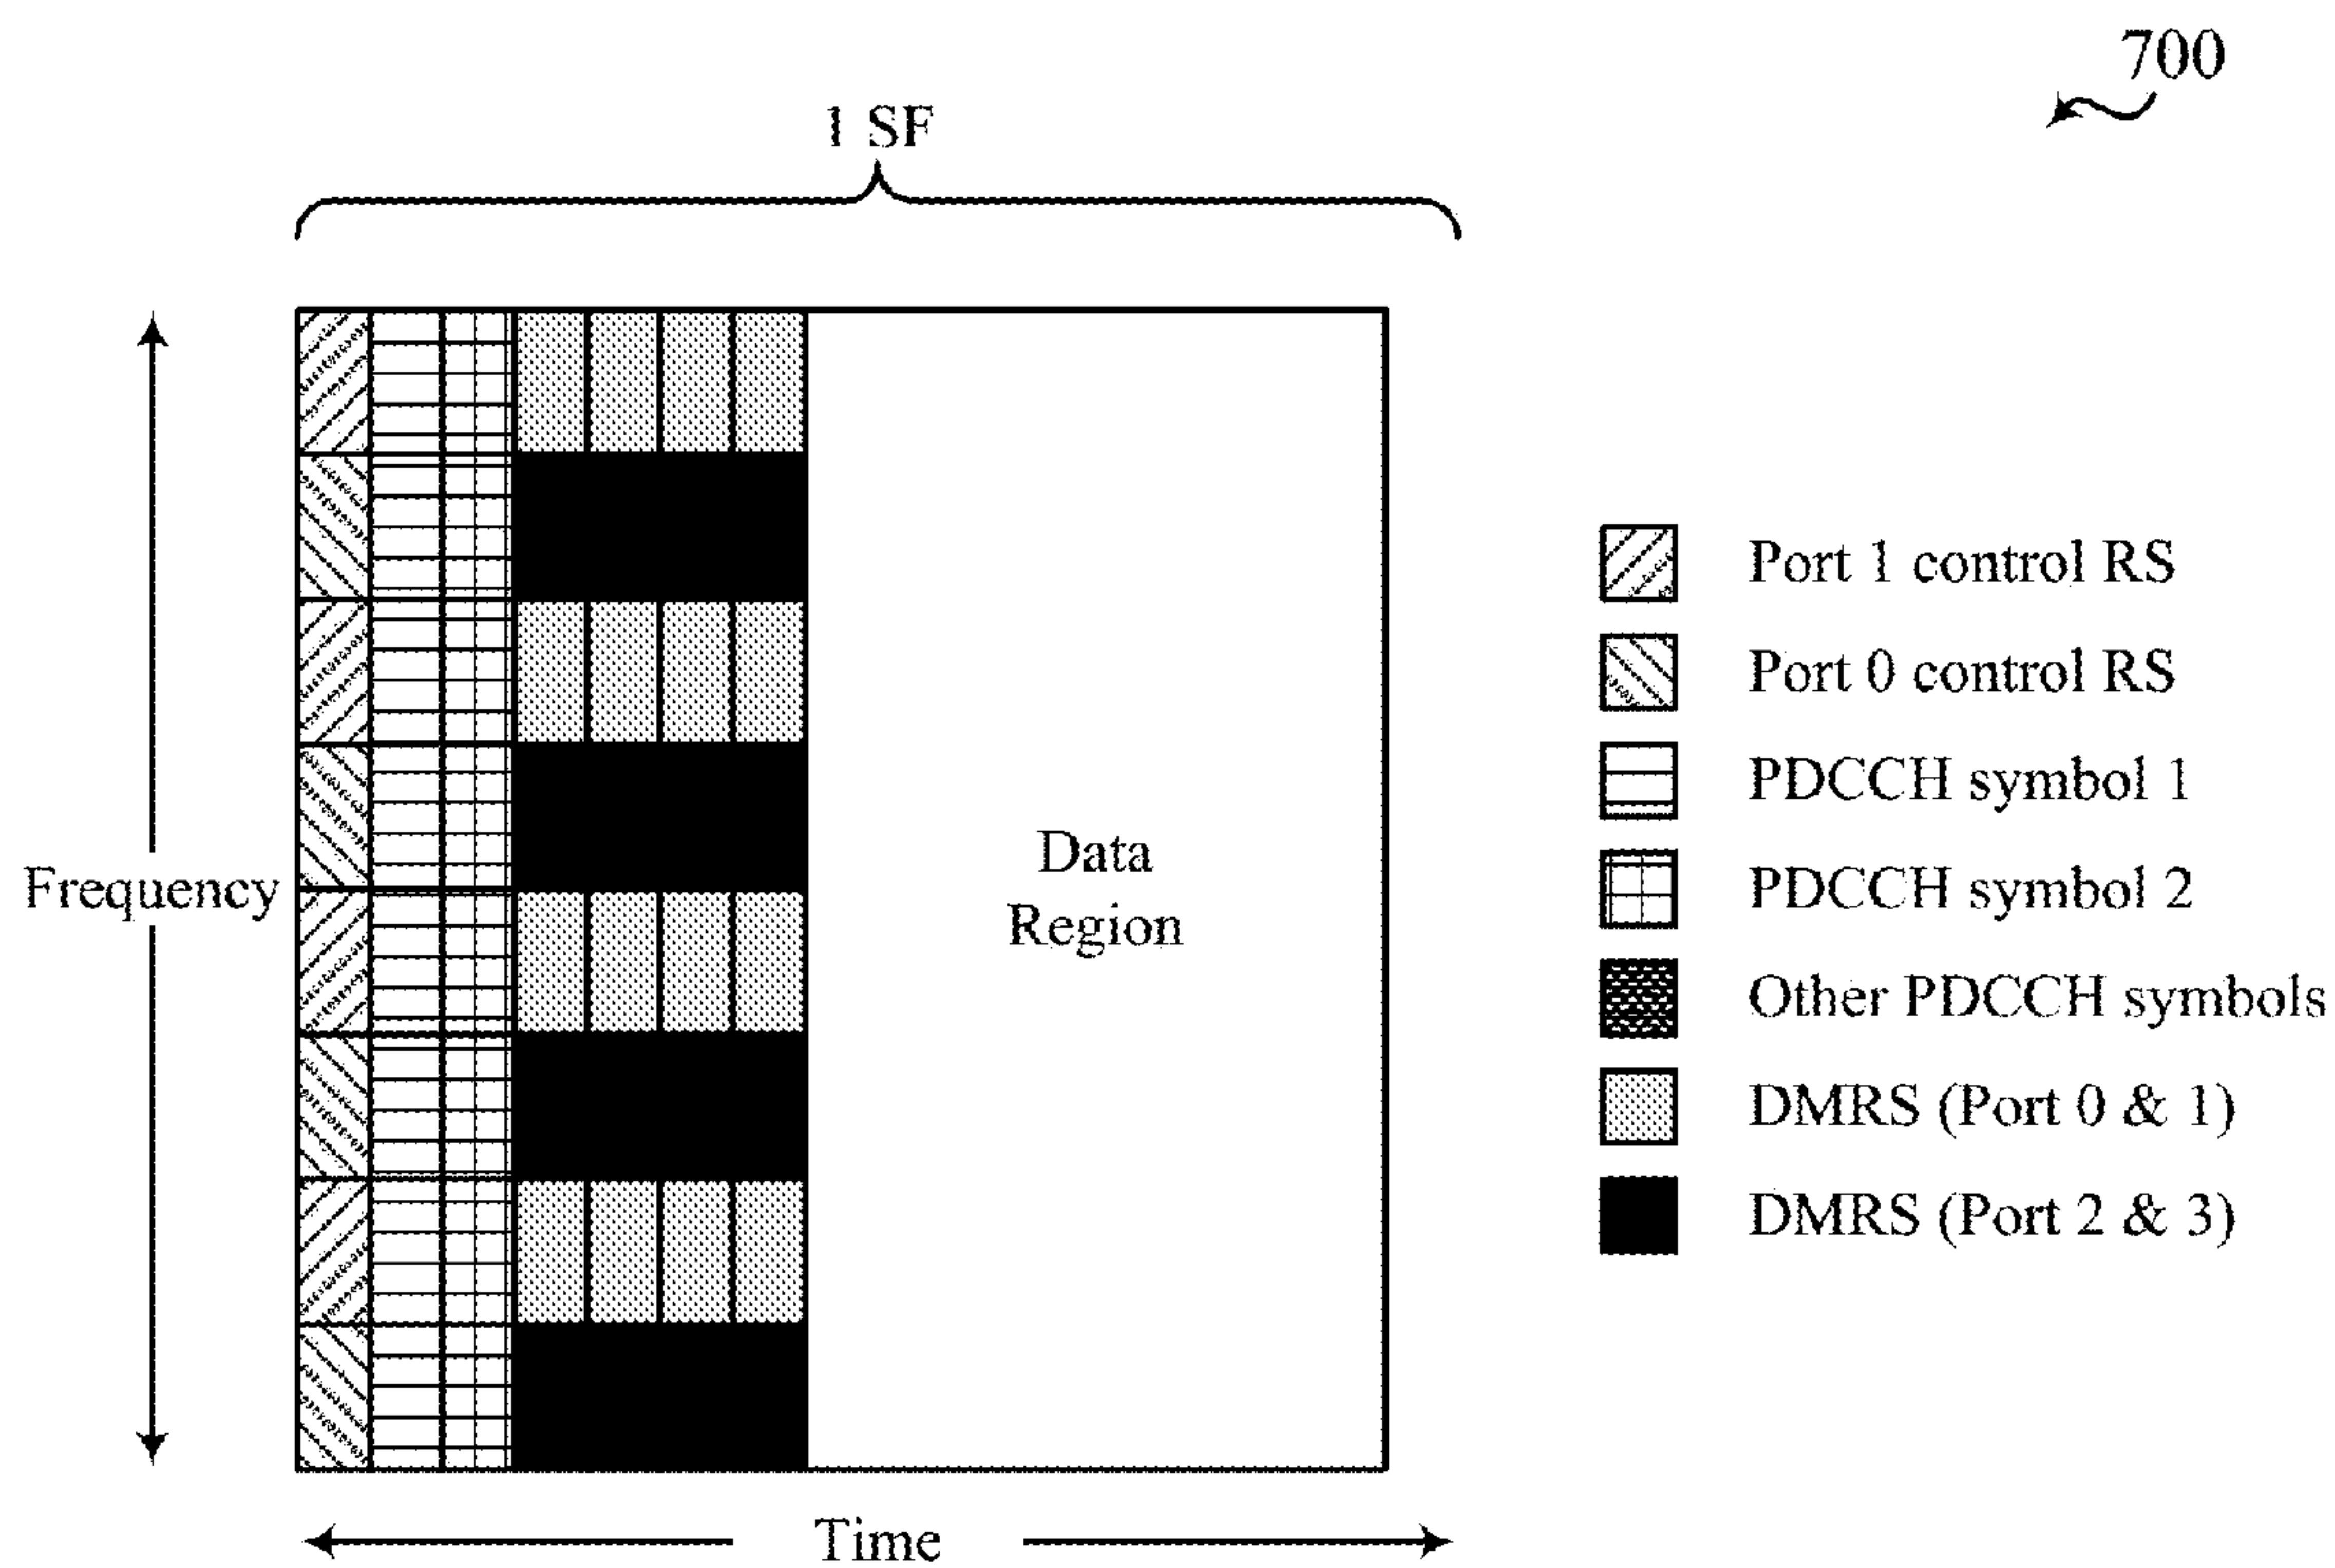 700
1 SF
Frequency
Data
Region
Time
Port 1 control RS
Port 0 control RS
PDCCH symbol 1
PDCCH symbol 2
Other PDCCH symbols
DMRS (Port 0 & 1)
DMRS (Port 2 & 3)